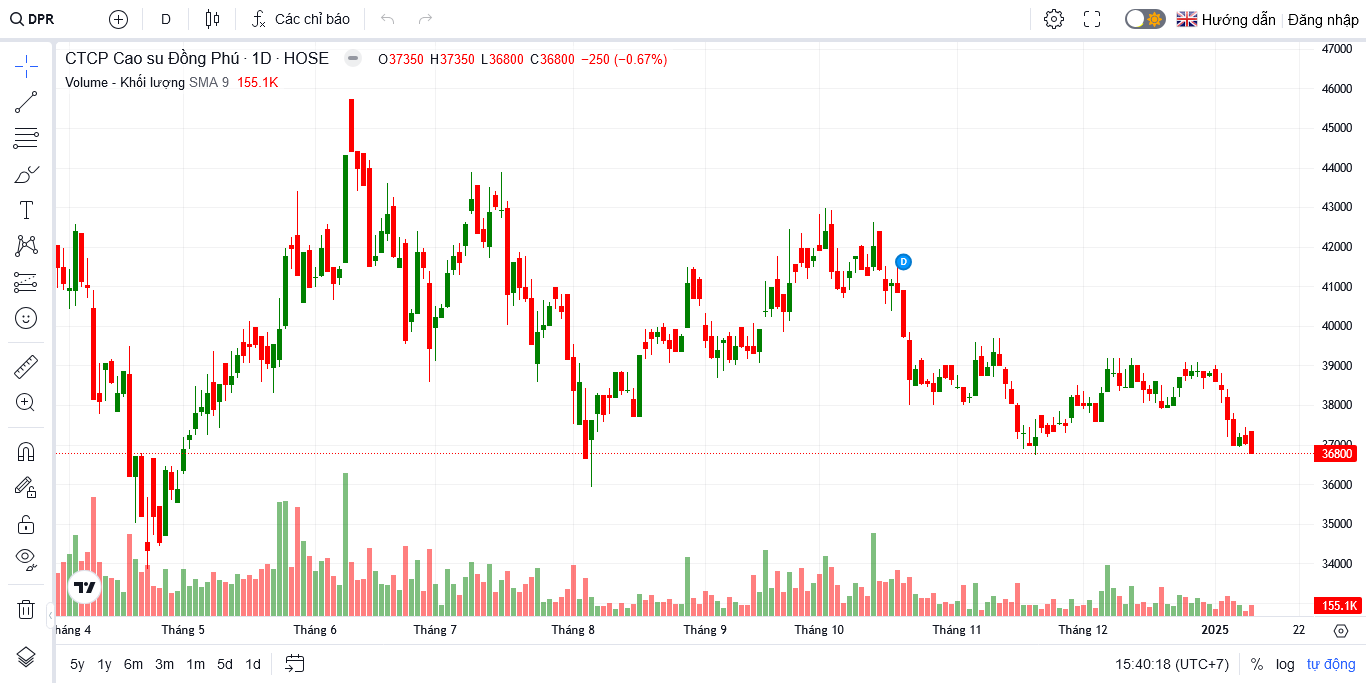 DPR D Các chỉ báo Hướng dẫn Đăng nhập
CTCP Cao su Đồng Phú · 1D · HOSE O37350 H37350 L36800 C36800 −250 (−0.67%)
Volume - Khối lượng SMA 9 155.1K
47000
46000
45000
44000
43000
42000
D
41000
40000
39000
38000
37000
36800
36000
35000
34000
155.1K
háng 4 Tháng 5 Tháng 6 Tháng 7 Tháng 8 Tháng 9 Tháng 10 Tháng 11 Tháng 12 2025 22
5y 1y 6m 3m 1m 5d 1d 15:40:18 (UTC+7) % log tự động